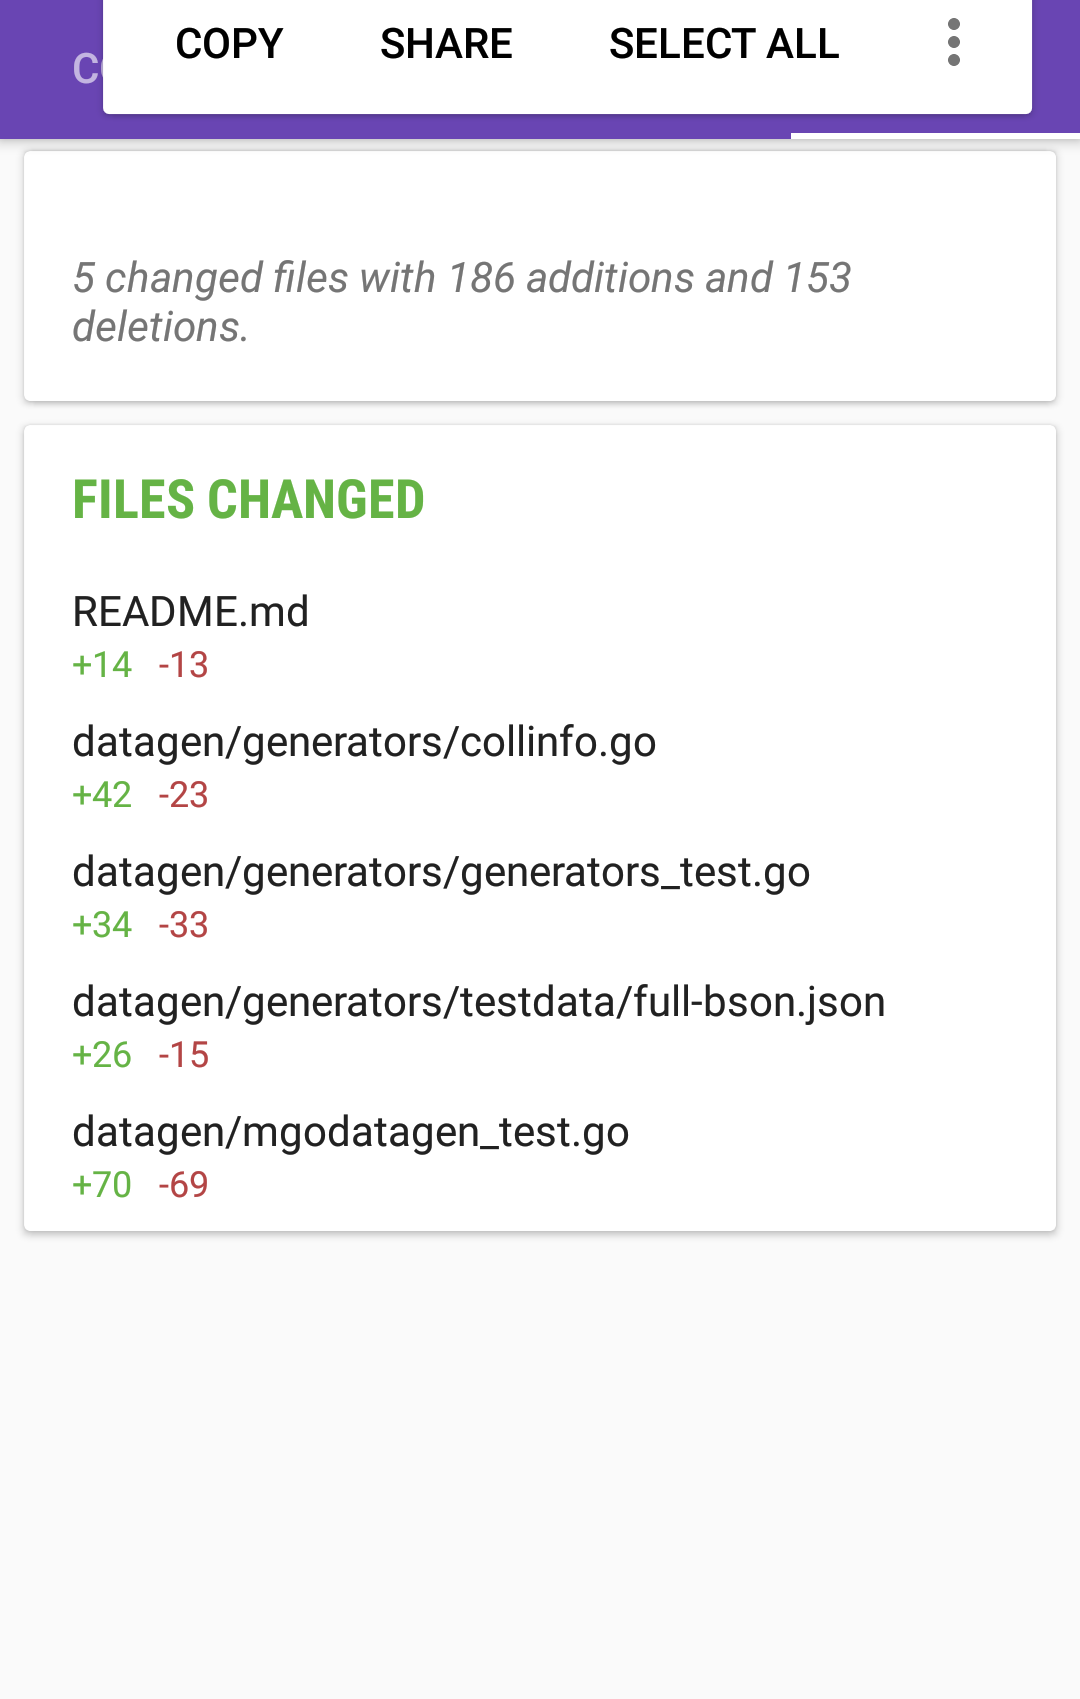 COPY SHARE SELECT ALL
5 changed files with 186 additions and 153
deletions.
FILES CHANGED
README.md
+14 -13
datagen/generators/collinfo.go
+42 -23
datagen/generators/generators_test.go
+34 -33
datagen/generators/testdata/full-bson.json
+26 -15
datagen/mgodatagen_test.go
+70 -69